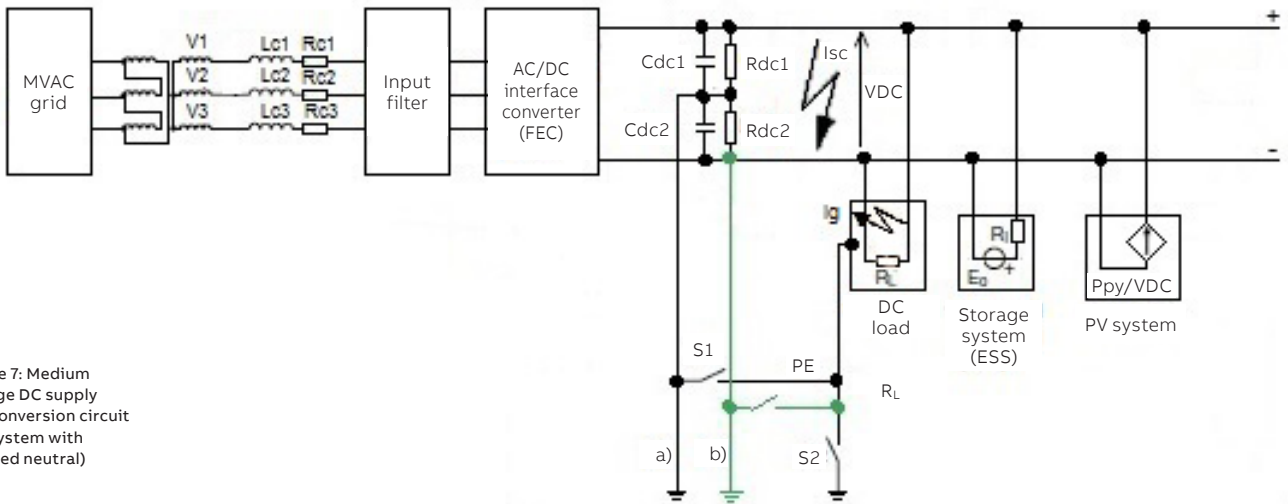 MVAC
grid
V1
V2
V3
Lc1
Rc1
Lc2
Rc2
Lc3
Rc3
Input
filter
AC/DC
interface
converter
(FEC)
Cdc1
Rdc1
Cdc2
Rdc2
Isc
VDC
+
-
Ig
RL
DC
load
Ri
E0
+
Storage
system
(ESS)
Ppy/VDC
PV system
S1
PE
RL
a)
b)
S2
e 7: Medium
ge DC supply
onversion circuit
ystem with
ed neutral)